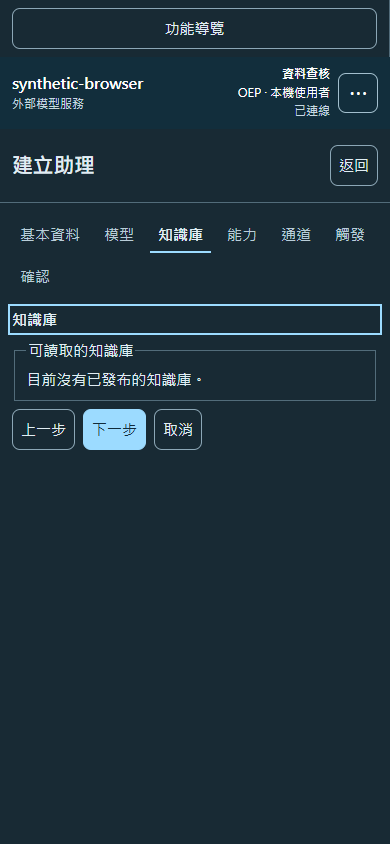 功能導覽
synthetic-browser
外部模型服務
資料查核
OEP · 本機使用者
已連線
...
建立助理
返回
基本資料 模型 知識庫 能力 通道 觸發
確認
知識庫
可讀取的知識庫
目前沒有已發布的知識庫。
上一步 下一步 取消